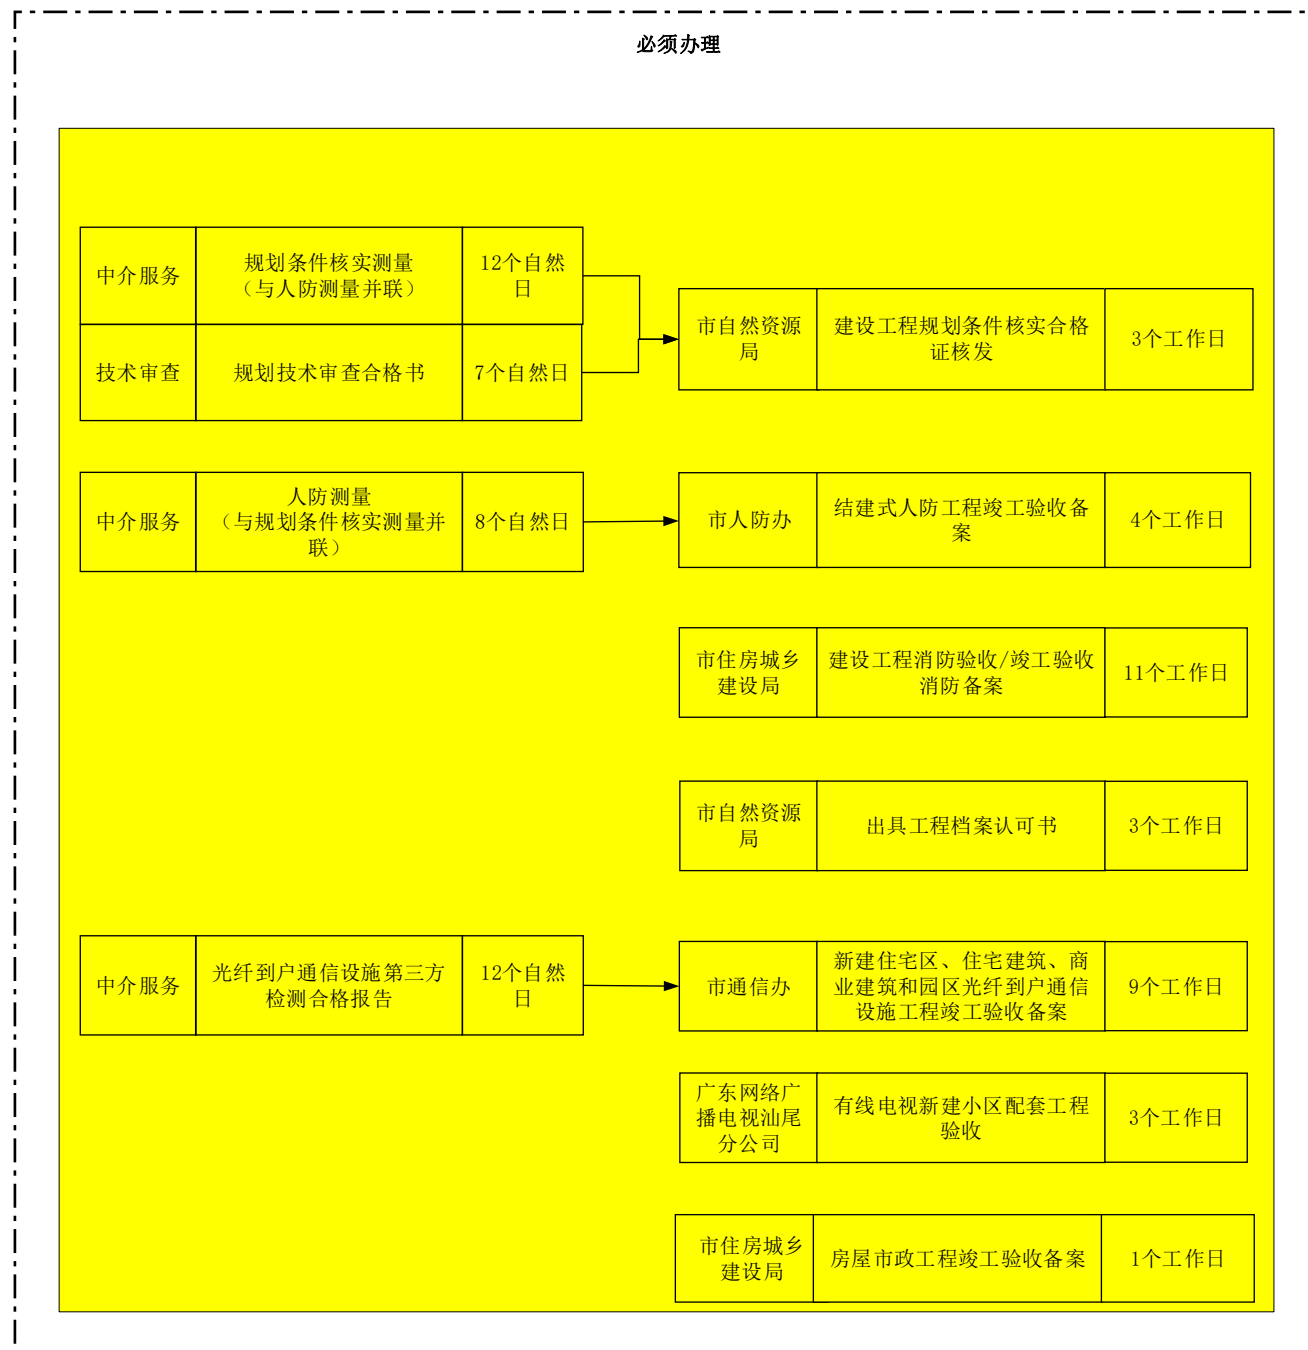 必须办理
中介服务
规划条件核实测量
（与人防测量并联）
12个自然
日
技术审查
规划技术审查合格书
7个自然日
市自然资源
局
建设工程规划条件核实合格
证核发
3个工作日
中介服务
人防测量
（与规划条件核实测量并
联）
8个自然日
市人防办
结建式人防工程竣工验收备
案
4个工作日
市住房城乡
建设局
建设工程消防验收/竣工验收
消防备案
11个工作日
市自然资源
局
出具工程档案认可书
3个工作日
中介服务
光纤到户通信设施第三方
检测合格报告
12个自然
日
市通信办
新建住宅区、住宅建筑、商
业建筑和园区光纤到户通信
设施工程竣工验收备案
9个工作日
广东网络广
播电视汕尾
分公司
有线电视新建小区配套工程
验收
3个工作日
市住房城乡
建设局
房屋市政工程竣工验收备案
1个工作日